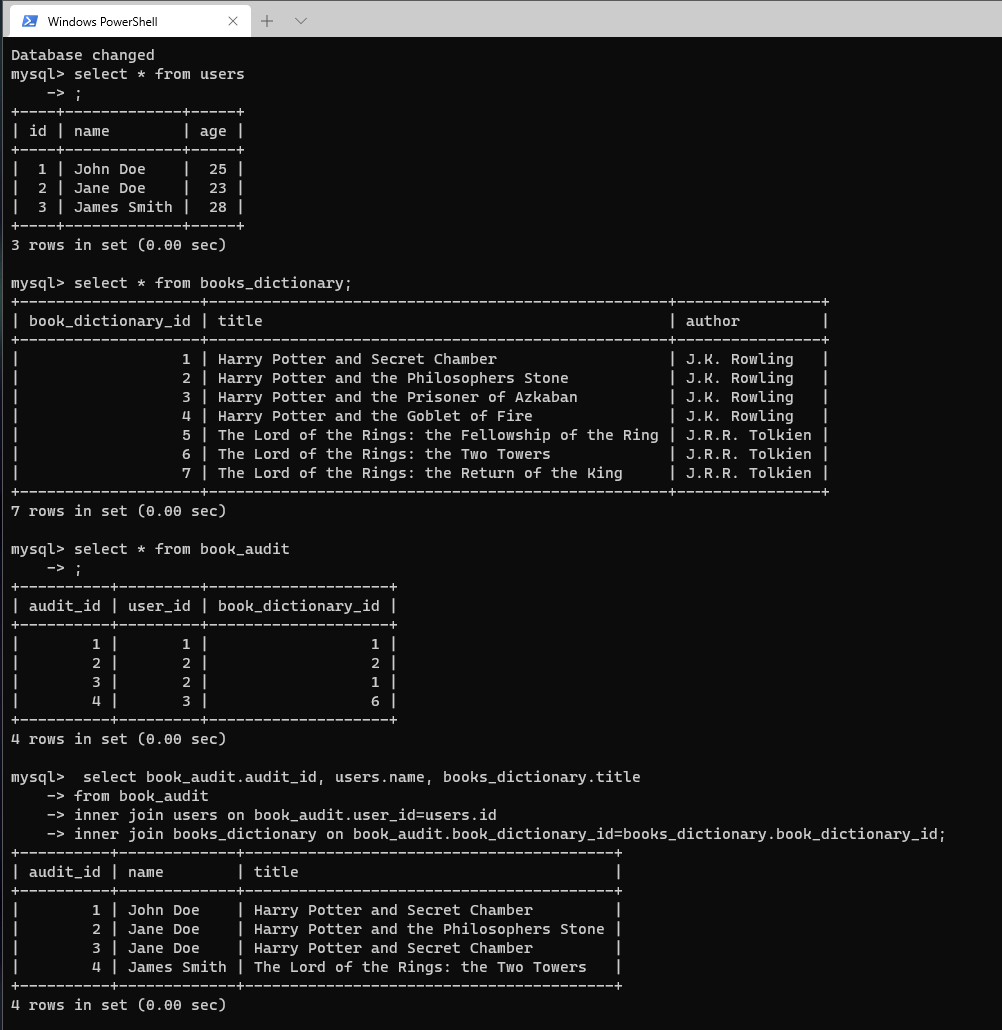 Windows PowerShell
Database changed
mysql> select * from users
    -> ;
+----+-------------+-----+
| id | name        | age |
+----+-------------+-----+
|  1 | John Doe    |  25 |
|  2 | Jane Doe    |  23 |
|  3 | James Smith |  28 |
+----+-------------+-----+
3 rows in set (0.00 sec)

mysql> select * from books_dictionary;
+--------------------+---------------------------------------------------+----------------+
| book_dictionary_id | title                                             | author         |
+--------------------+---------------------------------------------------+----------------+
|                  1 | Harry Potter and Secret Chamber                   | J.K. Rowling   |
|                  2 | Harry Potter and the Philosophers Stone           | J.K. Rowling   |
|                  3 | Harry Potter and the Prisoner of Azkaban          | J.K. Rowling   |
|                  4 | Harry Potter and the Goblet of Fire               | J.K. Rowling   |
|                  5 | The Lord of the Rings: the Fellowship of the Ring | J.R.R. Tolkien |
|                  6 | The Lord of the Rings: the Two Towers             | J.R.R. Tolkien |
|                  7 | The Lord of the Rings: the Return of the King     | J.R.R. Tolkien |
+--------------------+---------------------------------------------------+----------------+
7 rows in set (0.00 sec)

mysql> select * from book_audit
    -> ;
+----------+---------+--------------------+
| audit_id | user_id | book_dictionary_id |
+----------+---------+--------------------+
|        1 |       1 |                  1 |
|        2 |       2 |                  2 |
|        3 |       2 |                  1 |
|        4 |       3 |                  6 |
+----------+---------+--------------------+
4 rows in set (0.00 sec)

mysql>  select book_audit.audit_id, users.name, books_dictionary.title
    -> from book_audit
    -> inner join users on book_audit.user_id=users.id
    -> inner join books_dictionary on book_audit.book_dictionary_id=books_dictionary.book_dictionary_id;
+----------+-------------+-----------------------------------------+
| audit_id | name        | title                                   |
+----------+-------------+-----------------------------------------+
|        1 | John Doe    | Harry Potter and Secret Chamber         |
|        2 | Jane Doe    | Harry Potter and the Philosophers Stone |
|        3 | Jane Doe    | Harry Potter and Secret Chamber         |
|        4 | James Smith | The Lord of the Rings: the Two Towers   |
+----------+-------------+-----------------------------------------+
4 rows in set (0.00 sec)